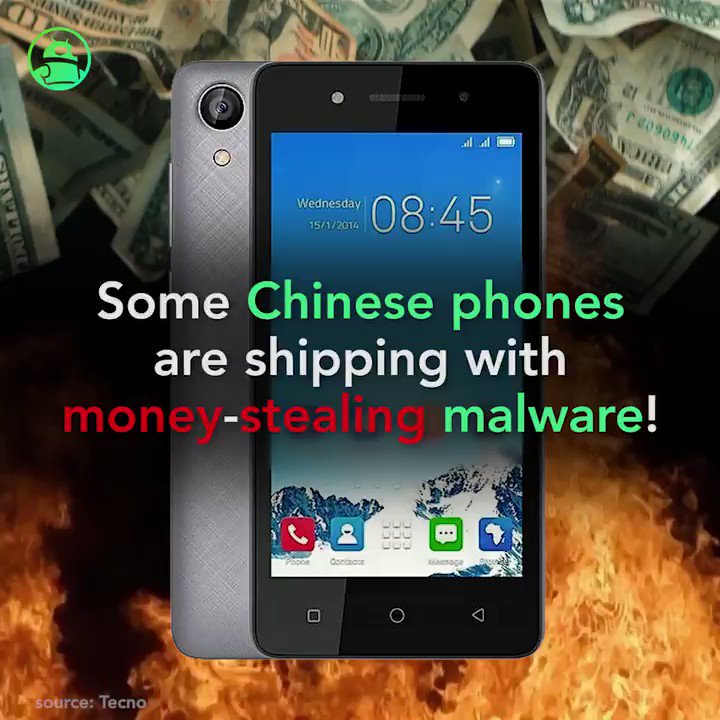 Wednesday
15/1/2014
08:45
Some Chinese phones
are shipping with
money-stealing malware!
Phone
Contacts
Message
source: Tecno